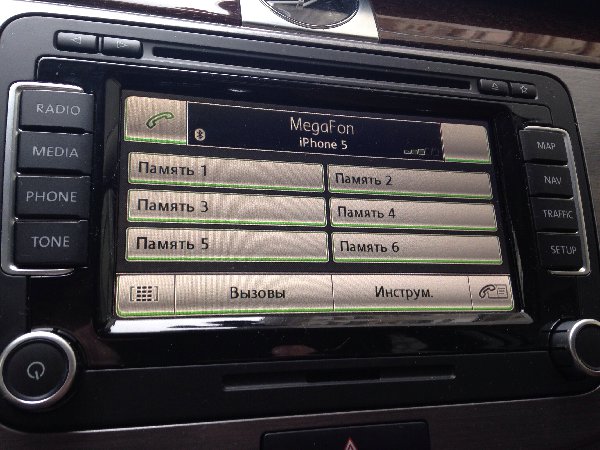 MegaFon
iPhone 5
RADIO
MEDIA
PHONE
TONE
Память 1
Память 2
Память 3
Память 4
Память 5
Память 6
Вызовы
Инструм.
MAP
NAV
TRAFFIC
SETUP